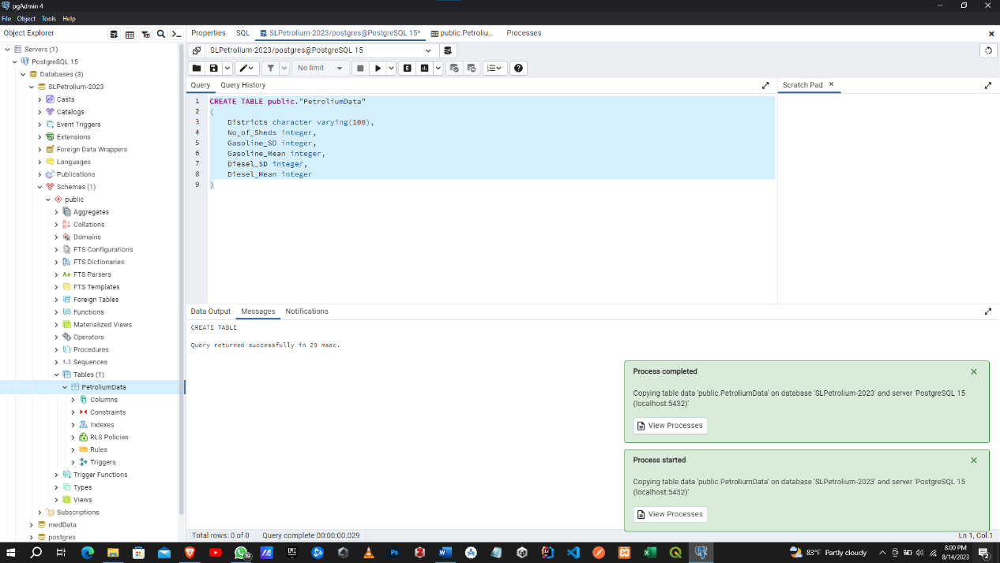 pgAdmin 4
File Object Tools Help
Object Explorer
Servers (1)
PostgreSQL 15
Databases (3)
SLPetrolium-2023
Casts
Catalogs
Event Triggers
Extensions
Foreign Data Wrappers
Languages
Publications
Schemas (1)
public
Aggregates
Collations
Domains
FTS Configurations
FTS Dictionaries
Aa FTS Parsers
FTS Templates
Foreign Tables
Functions
Materialized Views
Operators
Procedures
1..3 Sequences
Tables (1)
PetroliumData
Columns
Constraints
Indexes
RLS Policies
Rules
Triggers
Trigger Functions
Types
Views
Subscriptions
medData
postgres
Properties SQL SLPetrolium-2023/postgres@PostgreSQL 15* public.Petroliu... Processes
SLPetrolium-2023/postgres@PostgreSQL 15
No limit E
Query Query History Scratch Pad
1 CREATE TABLE public."PetroliumData"
2 (
3 Districts character varying(100),
4 No_of_Sheds integer,
5 Gasoline_SD integer,
6 Gasoline_Mean integer,
7 Diesel_SD integer,
8 Diesel_Mean integer
9 )
Data Output Messages Notifications
CREATE TABLE
Query returned successfully in 29 msec.
Process completed
Copying table data 'public.PetroliumData' on database 'SLPetrolium-2023' and server 'PostgreSQL 15
(localhost:5432)'
View Processes
Process started
Copying table data 'public.PetroliumData' on database 'SLPetrolium-2023' and server 'PostgreSQL 15
(localhost:5432)'
View Processes
Total rows: 0 of 0 Query complete 00:00:00.029 Ln 1, Col 1
19
Ps
83°F Partly cloudy
8:00 PM
8/14/2023
2